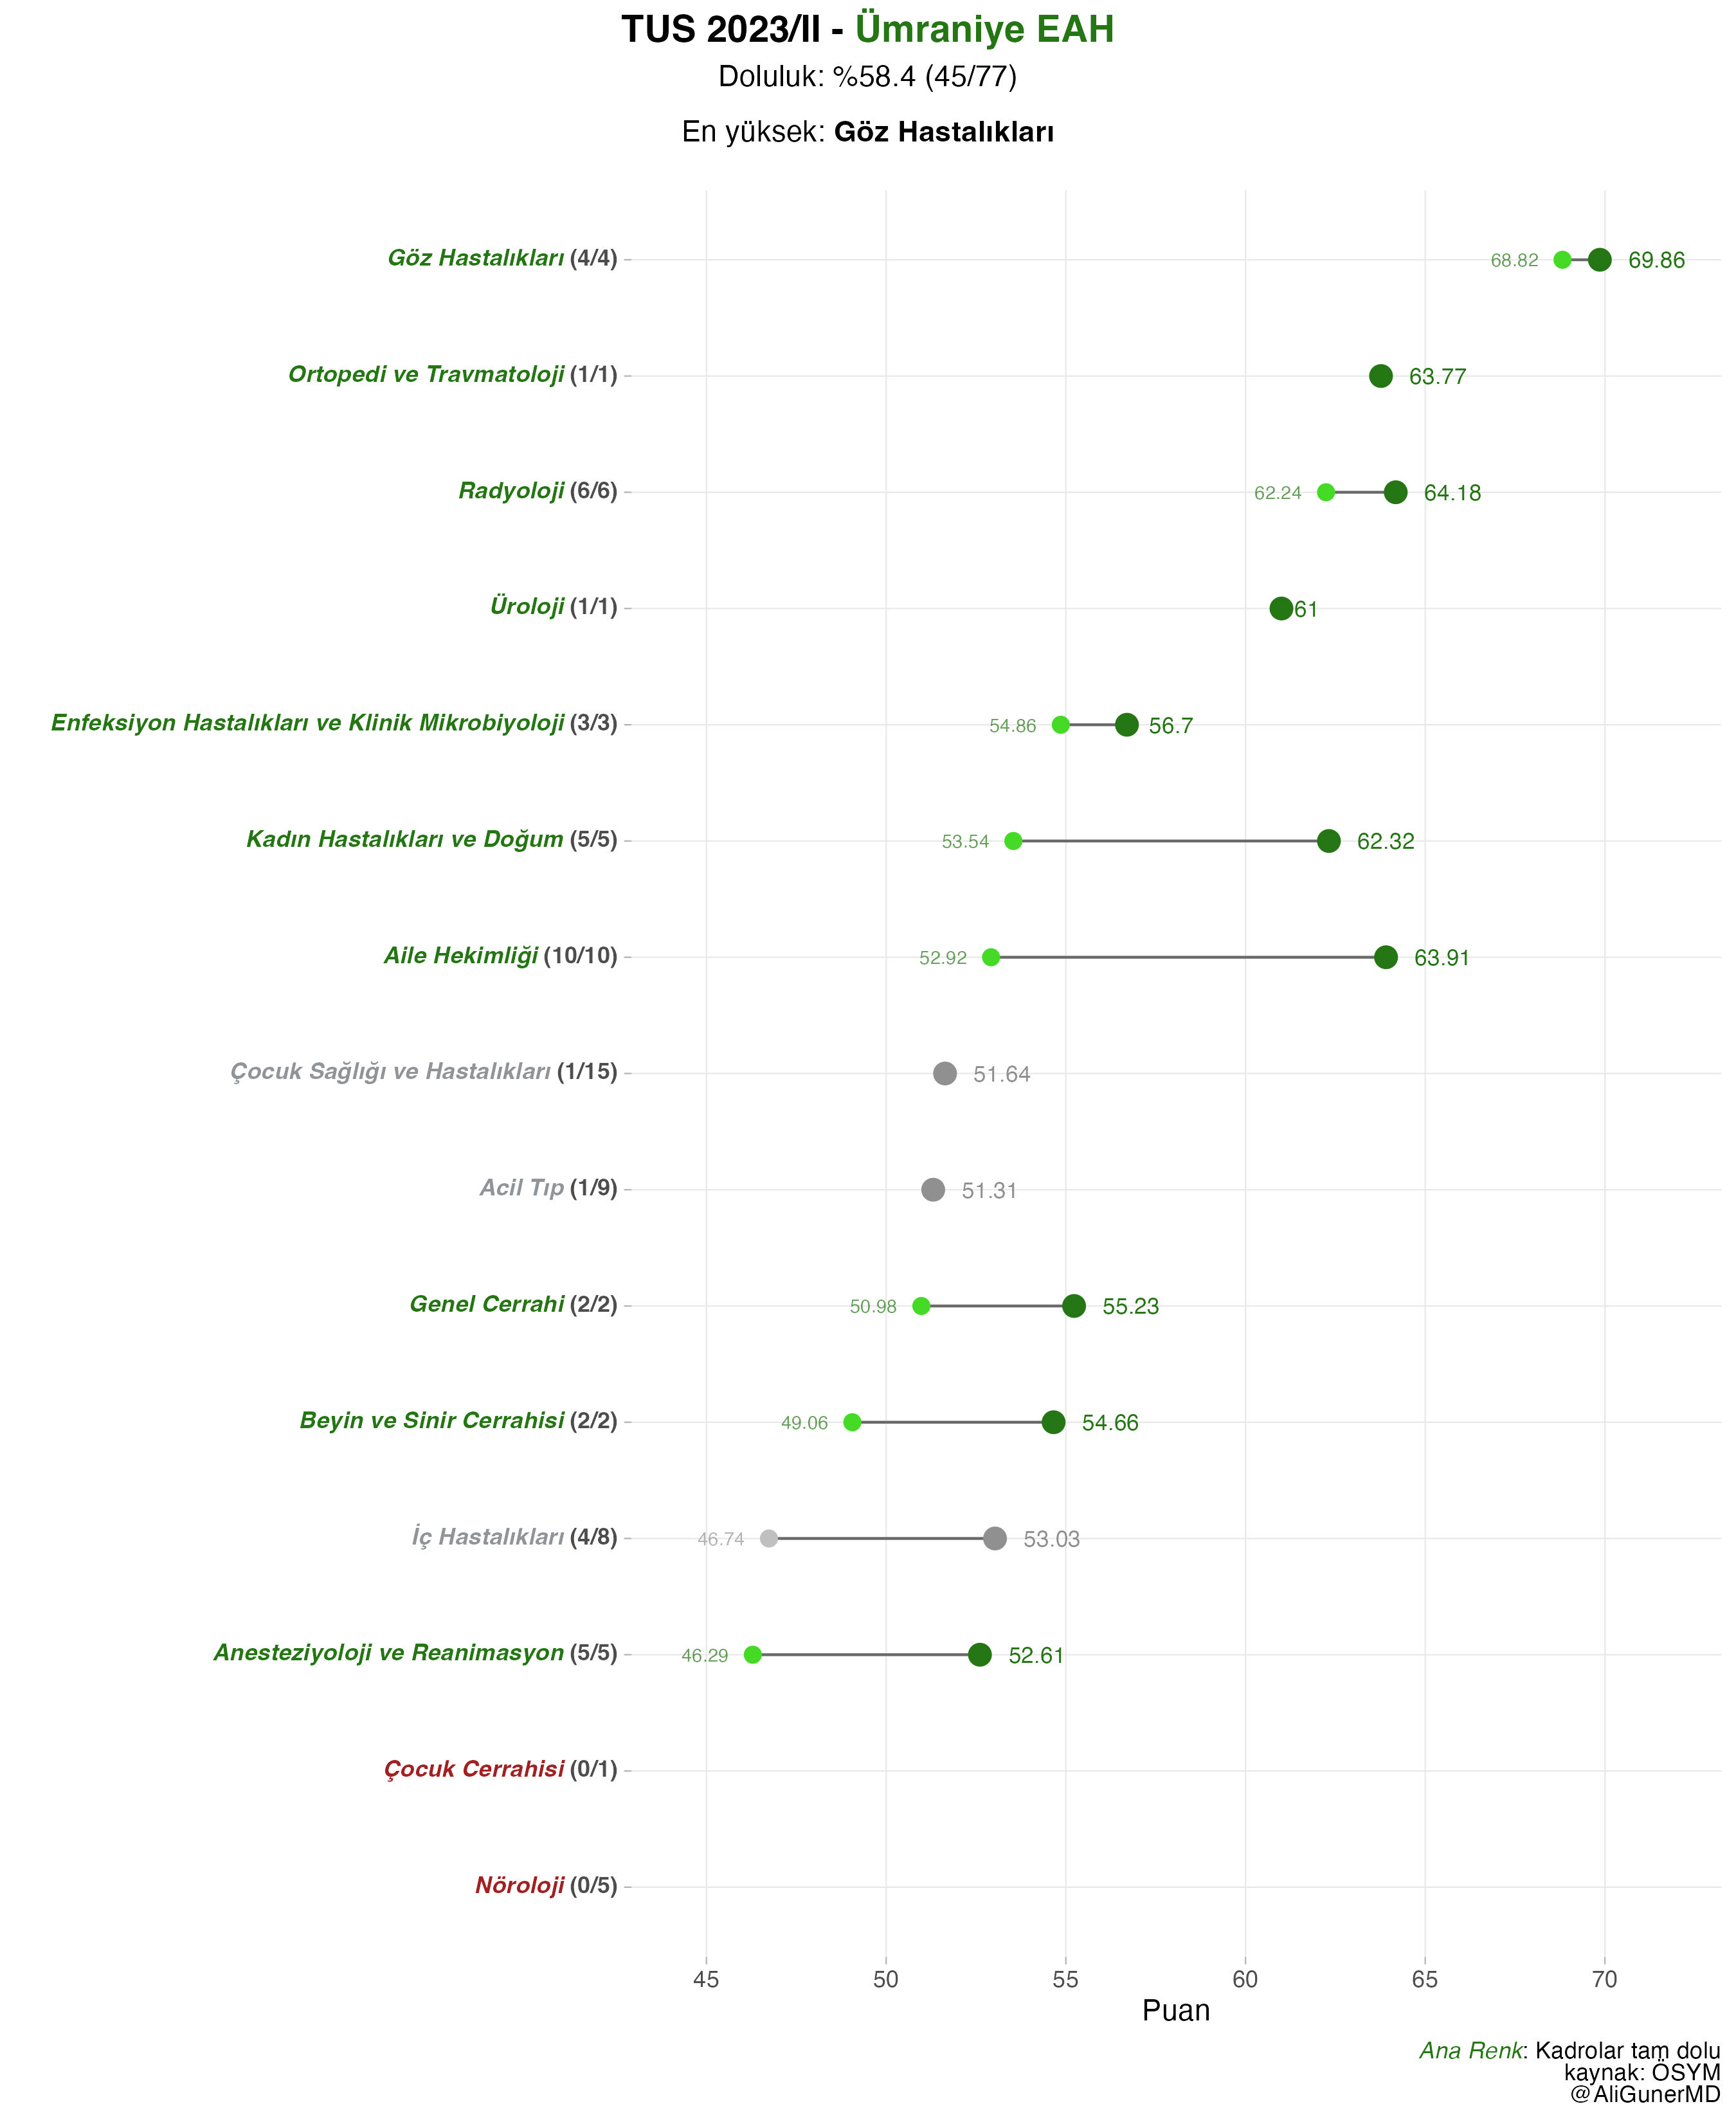 TUS 2023/II - Ümraniye EAH
Doluluk: %58.4 (45/77)
En yüksek: Göz Hastalıkları
Göz Hastalıkları (4/4) 68.82 69.86
Ortopedi ve Travmatoloji (1/1) 63.77
Radyoloji (6/6) 62.24 64.18
Üroloji (1/1) 61
Enfeksiyon Hastalıkları ve Klinik Mikrobiyoloji (3/3) 54.86 56.7
Kadın Hastalıkları ve Doğum (5/5) 53.54 62.32
Aile Hekimliği (10/10) 52.92 63.91
Çocuk Sağlığı ve Hastalıkları (1/15) 51.64
Acil Tıp (1/9) 51.31
Genel Cerrahi (2/2) 50.98 55.23
Beyin ve Sinir Cerrahisi (2/2) 49.06 54.66
İç Hastalıkları (4/8) 46.74 53.03
Anesteziyoloji ve Reanimasyon (5/5) 46.29 52.61
Çocuk Cerrahisi (0/1)
Nöroloji (0/5)
45 50 55 60 65 70
Puan
Ana Renk: Kadrolar tam dolu
kaynak: ÖSYM
@AliGunerMD